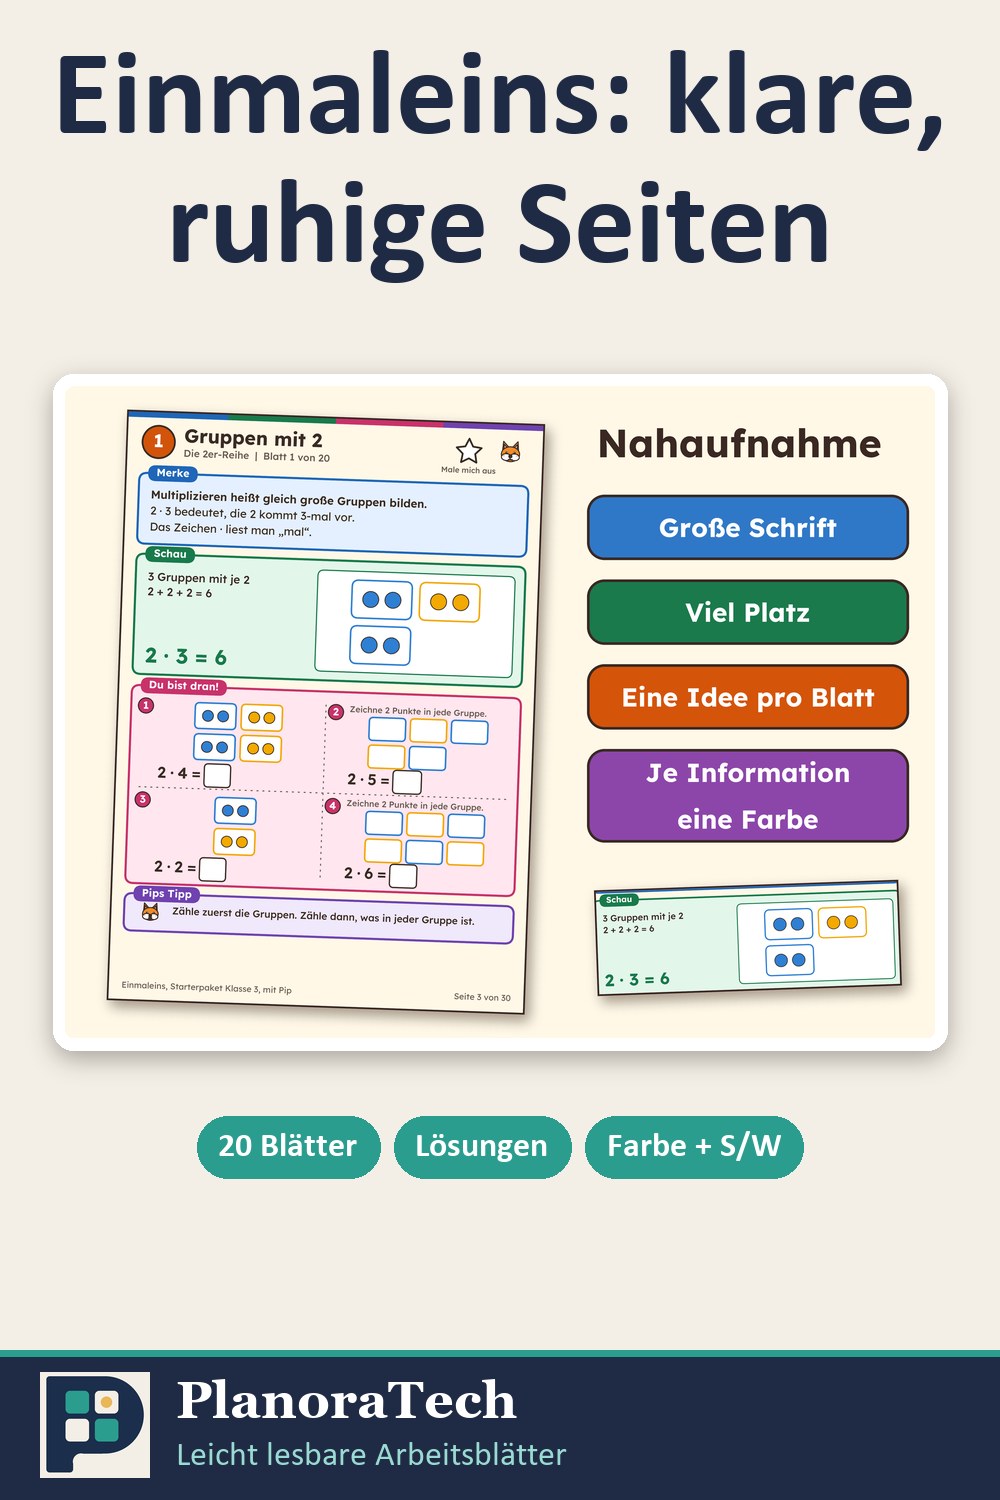 Einmaleins: klare,
ruhige Seiten
1
Gruppen mit 2
Die 2er-Reihe | Blatt 1 von 20
Male mich aus
Merke
Multiplizieren heißt gleich große Gruppen bilden.
2 · 3 bedeutet, die 2 kommt 3-mal vor.
Das Zeichen · liest man „mal“.
Schau
3 Gruppen mit je 2
2 + 2 + 2 = 6
2 · 3 = 6
Du bist dran!
1
2 · 4 =
2
Zeichne 2 Punkte in jede Gruppe.
2 · 5 =
3
2 · 2 =
4
Zeichne 2 Punkte in jede Gruppe.
2 · 6 =
Pips Tipp
Zähle zuerst die Gruppen. Zähle dann, was in jeder Gruppe ist.
Einmaleins, Starterpaket Klasse 3, mit Pip
Seite 3 von 30
Nahaufnahme
Große Schrift
Viel Platz
Eine Idee pro Blatt
Je Information
eine Farbe
Schau
3 Gruppen mit je 2
2 + 2 + 2 = 6
2 · 3 = 6
20 Blätter
Lösungen
Farbe + S/W
PlanoraTech
Leicht lesbare Arbeitsblätter